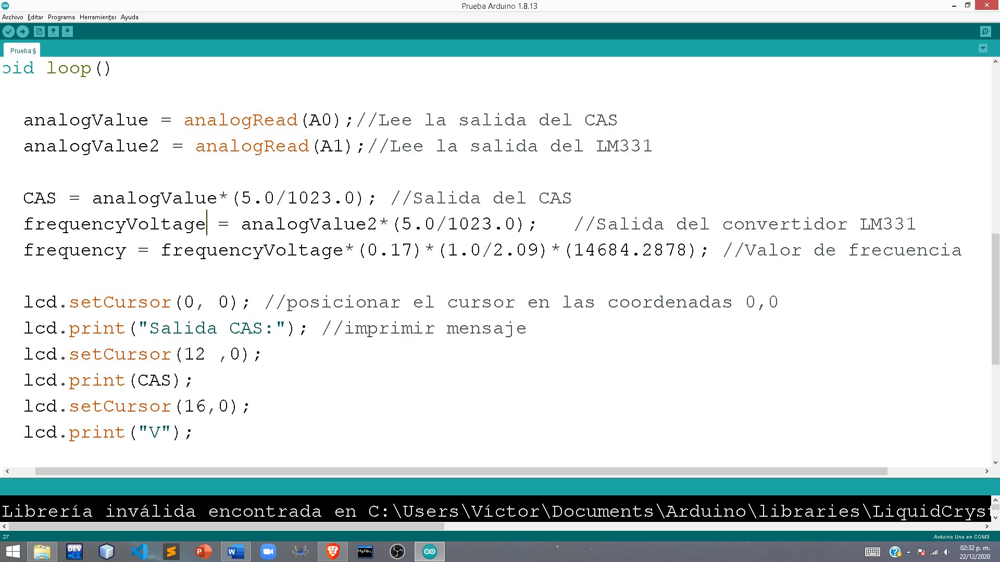 Prueba Arduino 1.8.13
Archivo Editar Programa Herramientas Ayuda
Prueba §
oid loop()
analogValue = analogRead(A0);//Lee la salida del CAS
analogValue2 = analogRead(A1);//Lee la salida del LM331
CAS = analogValue*(5.0/1023.0); //Salida del CAS
frequencyVoltage = analogValue2*(5.0/1023.0);   //Salida del convertidor LM331
frequency = frequencyVoltage*(0.17)*(1.0/2.09)*(14684.2878); //Valor de frecuencia
lcd.setCursor(0, 0); //posicionar el cursor en las coordenadas 0,0
lcd.print("Salida CAS:"); //imprimir mensaje
lcd.setCursor(12 ,0);
lcd.print(CAS);
lcd.setCursor(16,0);
lcd.print("V");
Librería inválida encontrada en C:\Users\Víctor\Documents\Arduino\libraries\LiquidCryst
27
Arduino Uno en COM3
DEV C++
MySQL
02:32 p. m.
22/12/2020